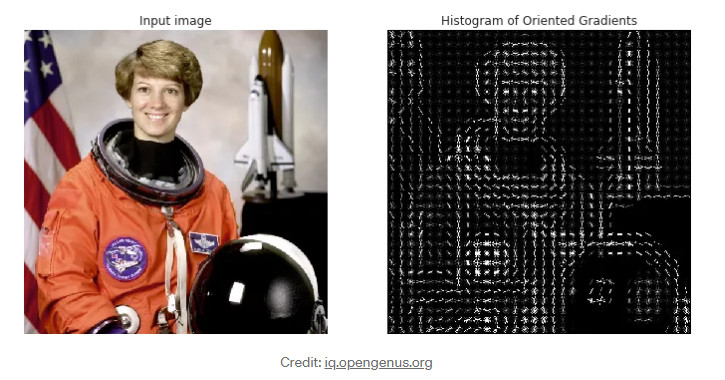 Input image
Histogram of Oriented Gradients
Credit: iq.opengenus.org